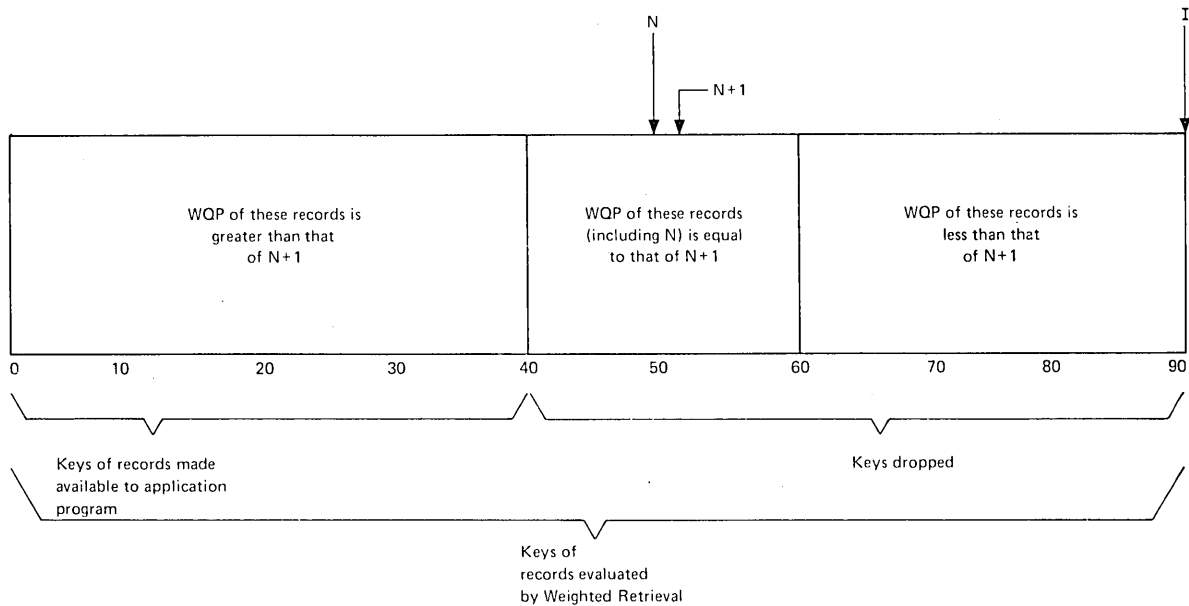 N
I
N+1
WQP of these records is
greater than that
of N+1
WQP of these records
(including N) is equal
to that of N+1
WQP of these records is
less than that
of N+1
0 10 20 30 40 50 60 70 80 90
Keys of records made
available to application
program
Keys dropped
Keys of
records evaluated
by Weighted Retrieval